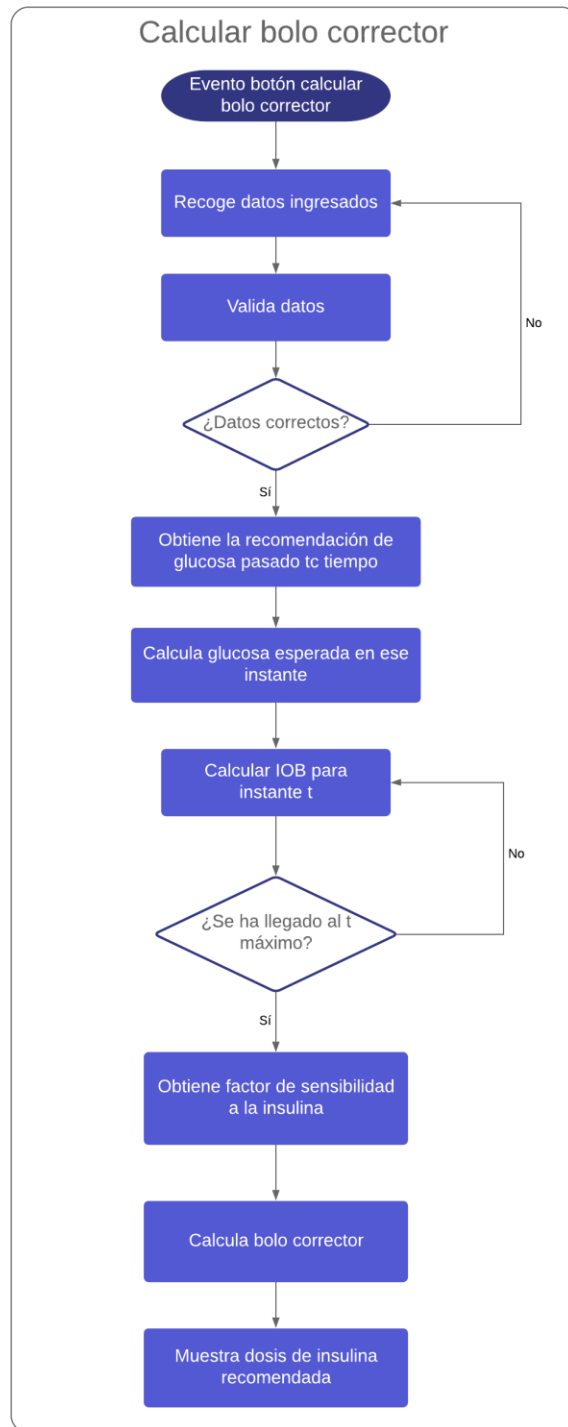 Calcular bolo corrector
Evento botón calcular
bolo corrector
Recoge datos ingresados
Valida datos
No
¿Datos correctos?
Sí
Obtiene la recomendación de
glucosa pasado tc tiempo
Calcula glucosa esperada en ese
instante
Calcular IOB para
instante t
No
¿Se ha llegado al t
máximo?
Sí
Obtiene factor de sensibilidad
a la insulina
Calcula bolo corrector
Muestra dosis de insulina
recomendada